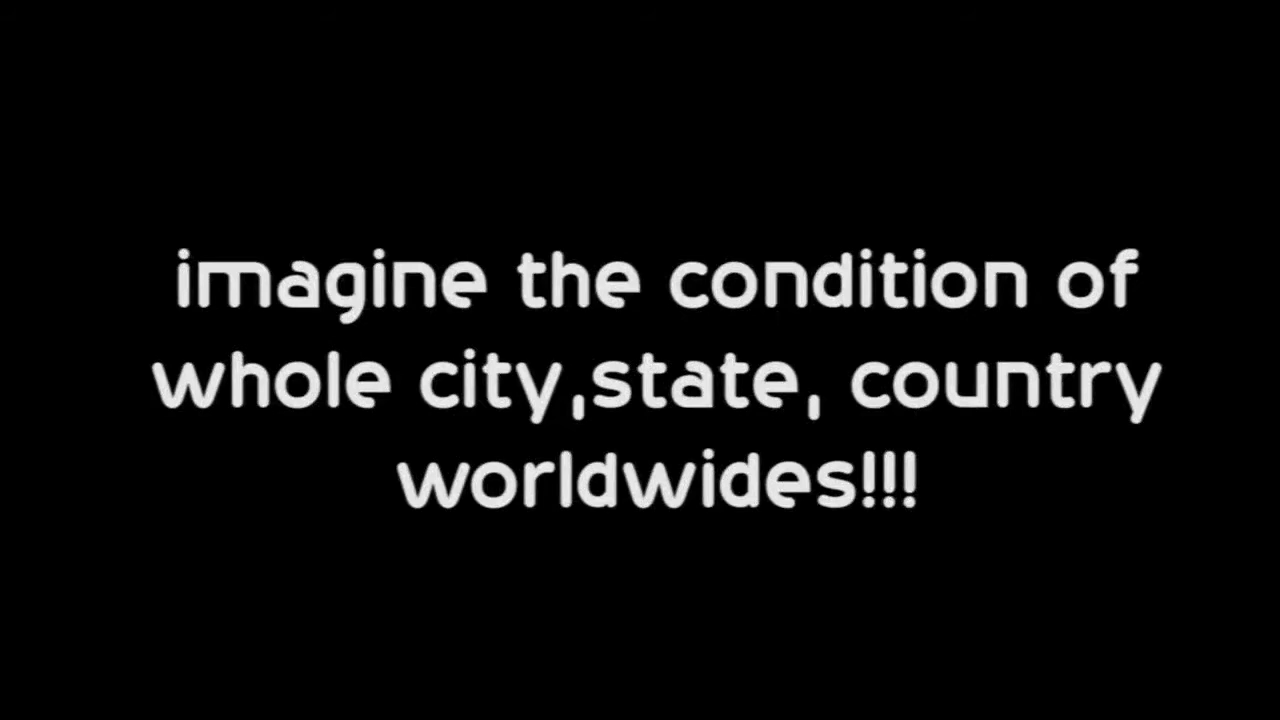 imagine the condition of
whole city,state, country
worldwides!!!